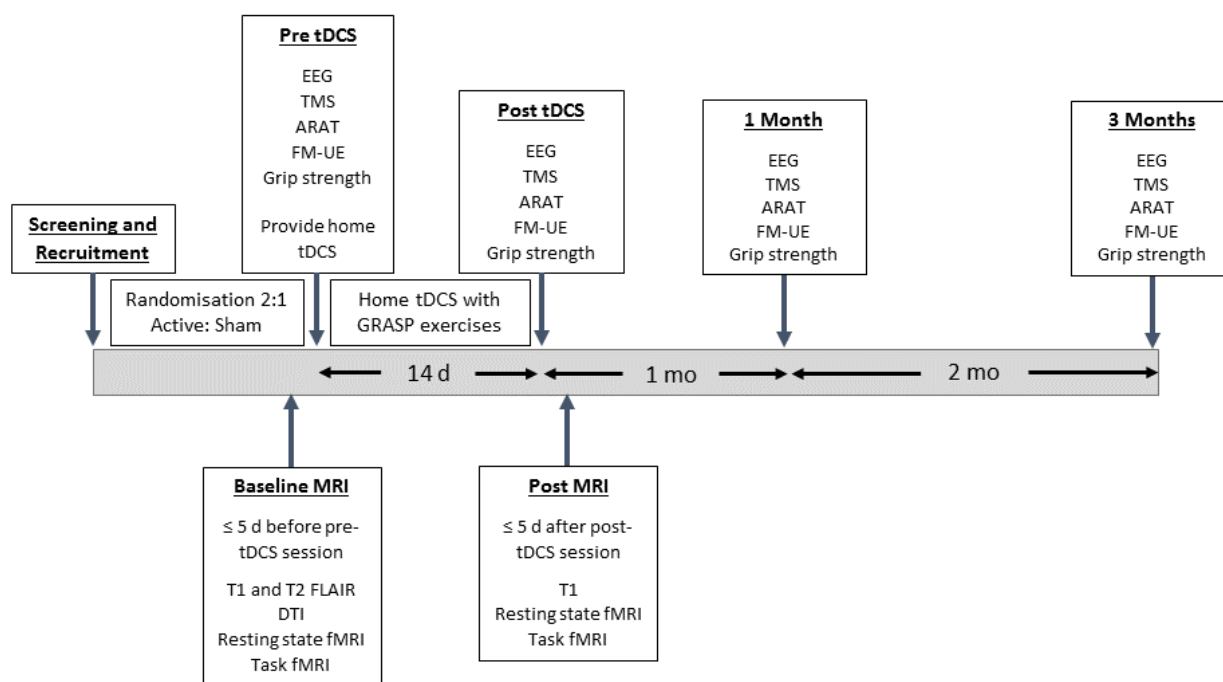 Pre tDCS
EEG
TMS
ARAT
FM-UE
Grip strength
Provide home
tDCS
Post tDCS
EEG
TMS
ARAT
FM-UE
Grip strength
1 Month
EEG
TMS
ARAT
FM-UE
Grip strength
3 Months
EEG
TMS
ARAT
FM-UE
Grip strength
Screening and
Recruitment
Randomisation 2:1
Active: Sham
Home tDCS with
GRASP exercises
14 d
1 mo
2 mo
Baseline MRI
≤ 5 d before pre-
tDCS session
T1 and T2 FLAIR
DTI
Resting state fMRI
Task fMRI
Post MRI
≤ 5 d after post-
tDCS session
T1
Resting state fMRI
Task fMRI